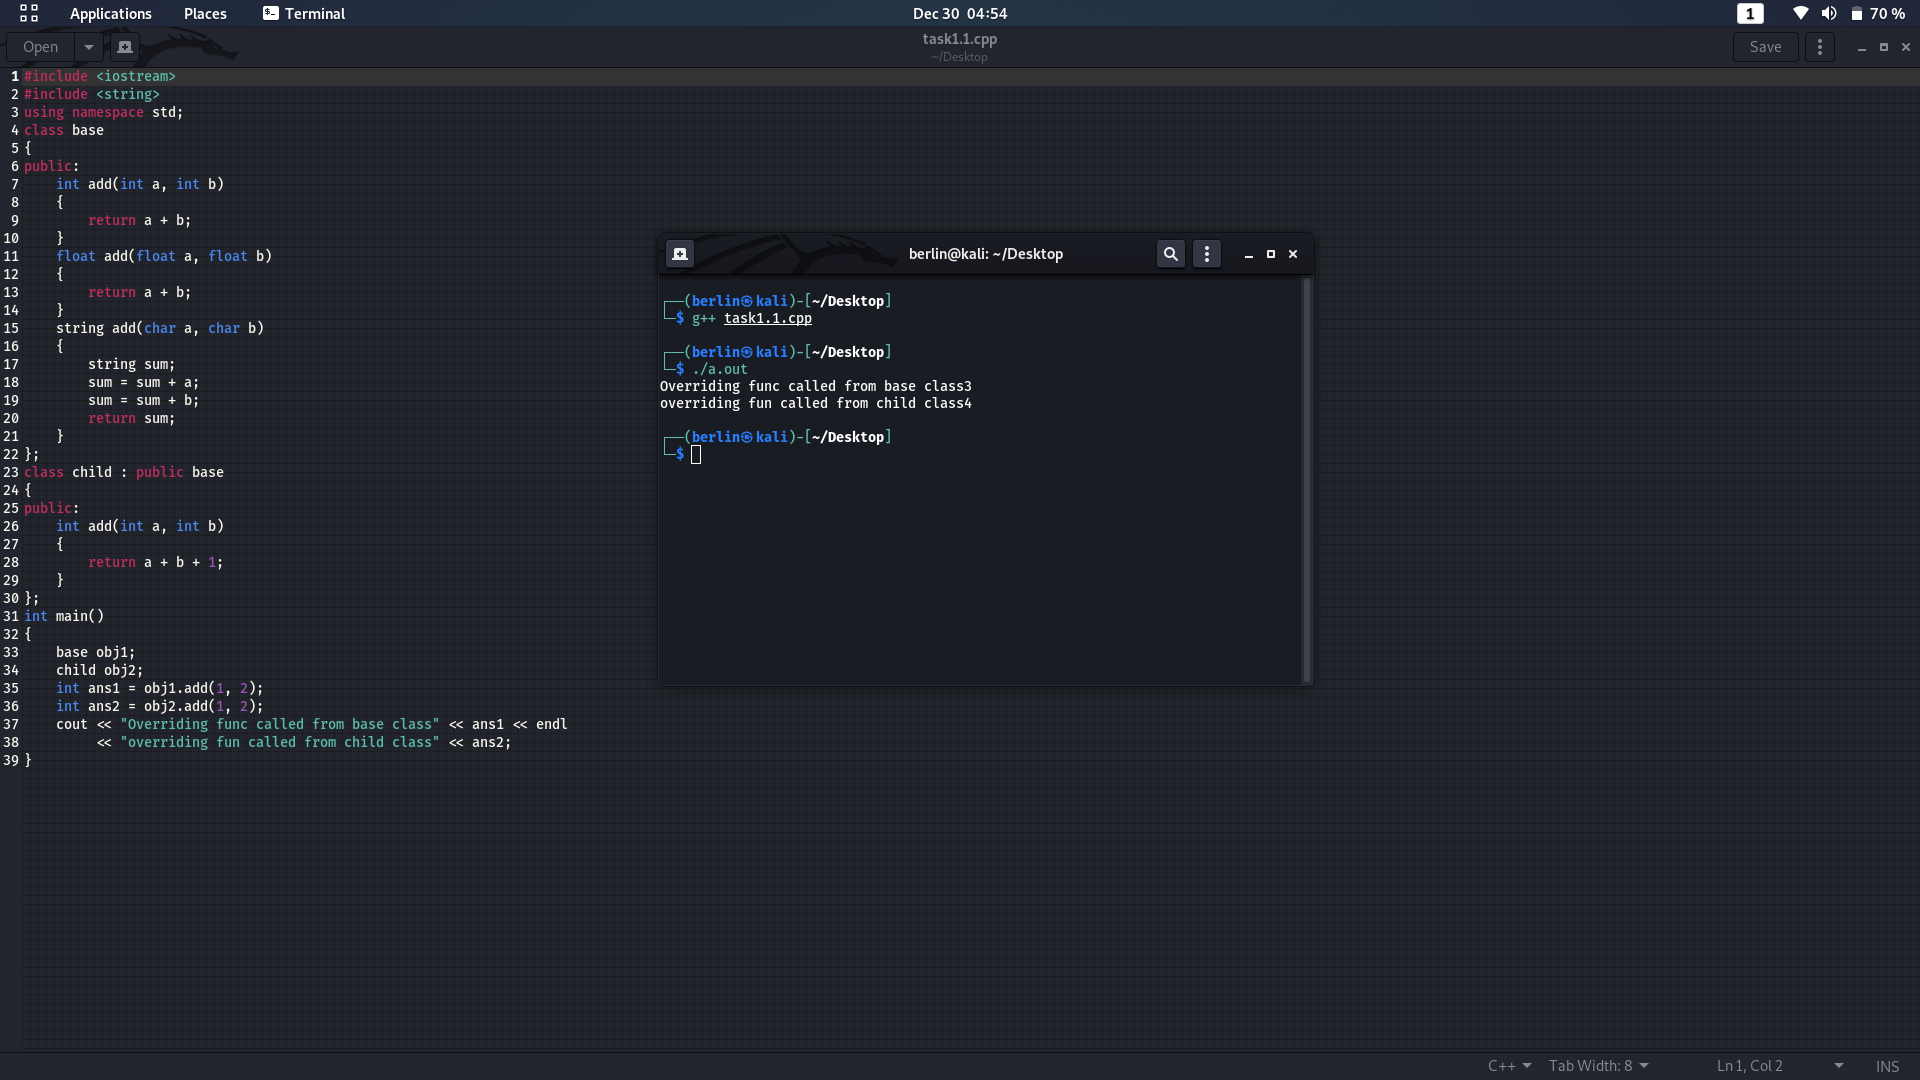 Applications Places Terminal Dec 30 04:54 1 70 %
Open task1.1.cpp Save
~/Desktop
1 #include <iostream>
2 #include <string>
3 using namespace std;
4 class base
5 {
6 public:
7 int add(int a, int b)
8 {
9 return a + b;
10 }
11 float add(float a, float b)
12 {
13 return a + b;
14 }
15 string add(char a, char b)
16 {
17 string sum;
18 sum = sum + a;
19 sum = sum + b;
20 return sum;
21 }
22 };
23 class child : public base
24 {
25 public:
26 int add(int a, int b)
27 {
28 return a + b + 1;
29 }
30 };
31 int main()
32 {
33 base obj1;
34 child obj2;
35 int ans1 = obj1.add(1, 2);
36 int ans2 = obj2.add(1, 2);
37 cout << "Overriding func called from base class" << ans1 << endl
38 << "overriding fun called from child class" << ans2;
39 }
berlin@kali: ~/Desktop
┌──(berlin㉿kali)-[~/Desktop]
└─$ g++ task1.1.cpp
┌──(berlin㉿kali)-[~/Desktop]
└─$ ./a.out
Overriding func called from base class3
overriding fun called from child class4
┌──(berlin㉿kali)-[~/Desktop]
└─$
C++ Tab Width: 8 Ln 1, Col 2 INS